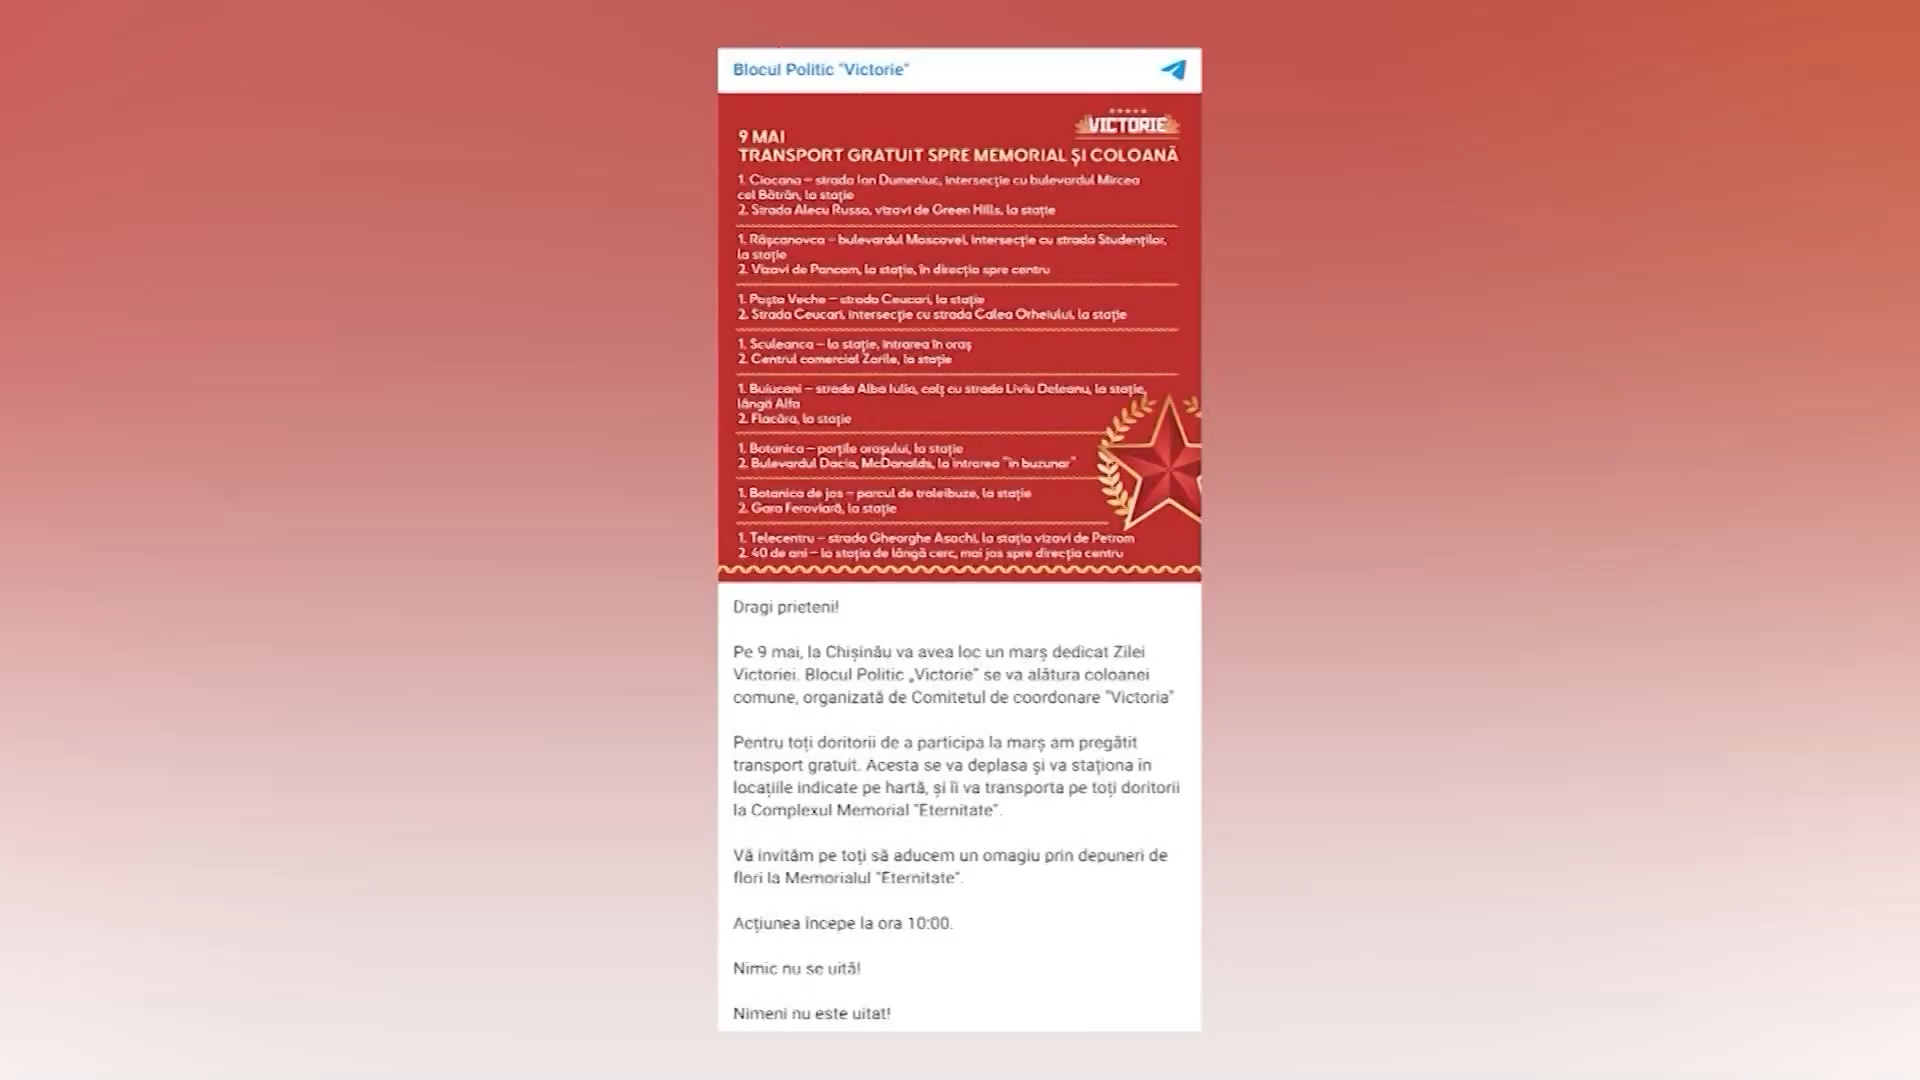 Blocul Politic "Victorie"
VICTORIE
9 MAI
TRANSPORT GRATUIT SPRE MEMORIAL ȘI COLOANĂ
1. Ciocana – strada Ion Dumeniuc, intersecție cu bulevardul Mircea
cel Bătrân, la stație
2. Strada Alecu Russo, vizavi de Green Hills, la stație
1. Râșcanovca – bulevardul Moscovei, intersecție cu strada Studenților,
la stație
2. Vizavi de Pancom, la stație, în direcția spre centru
1. Poșta Veche – strada Ceucari, la stație
2. Strada Ceucari, intersecție cu strada Calea Orheiului, la stație
1. Sculeanca – la stație, intrarea în oraș
2. Centrul comercial Zorile, la stație
1. Buiucani – strada Alba Iulia, colț cu strada Liviu Deleanu, la stație,
lângă Alfa
2. Flacăra, la stație
1. Botanica – porțile orașului, la stație
2. Bulevardul Dacia, McDonalds, la intrarea "în buzunar"
1. Botanica de jos – parcul de troleibuze, la stație
2. Gara Feroviară, la stație
1. Telecentru – strada Gheorghe Asachi, la stația vizavi de Petrom
2. 40 de ani – la stația de lângă cerc, mai jos spre direcția centru
Dragi prieteni!
Pe 9 mai, la Chișinău va avea loc un marș dedicat Zilei
Victoriei. Blocul Politic „Victorie" se va alătura coloanei
comune, organizată de Comitetul de coordonare "Victoria"
Pentru toți doritorii de a participa la marș am pregătit
transport gratuit. Acesta se va deplasa și va staționa în
locațiile indicate pe hartă, și îi va transporta pe toți doritorii
la Complexul Memorial "Eternitate".
Vă invităm pe toți să aducem un omagiu prin depuneri de
flori la Memorialul "Eternitate".
Acțiunea începe la ora 10:00.
Nimic nu se uită!
Nimeni nu este uitat!